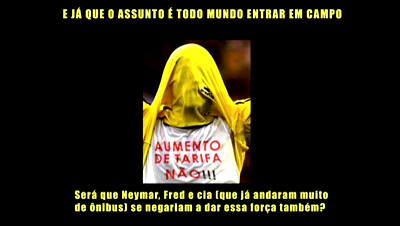 E JÁ QUE O ASSUNTO É TODO MUNDO ENTRAR EM CAMPO
AUMENTO
DE TARIFA
NÃO!!!
Será que Neymar, Fred e cia (que já andaram muito
de ônibus) se negariam a dar essa força também?